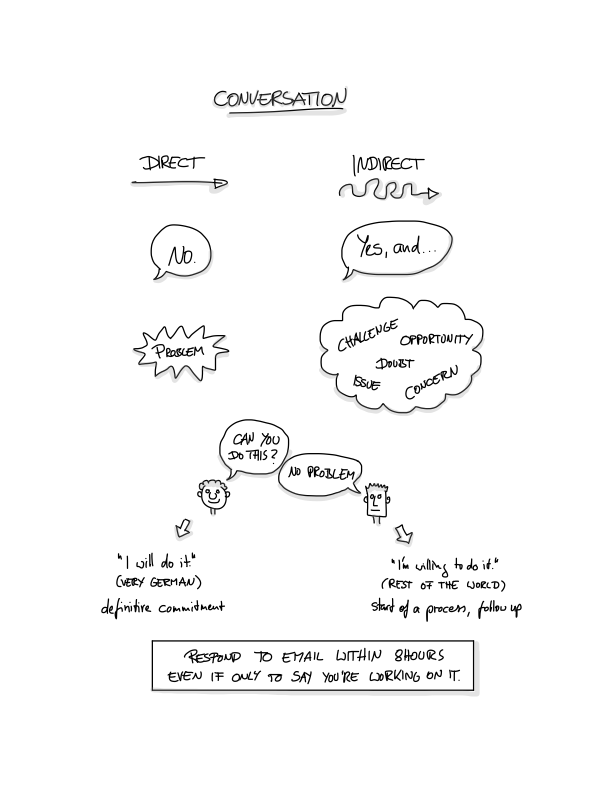 CONVERSATION
DIRECT
INDIRECT
No.
Yes, and...
PROBLEM
CHALLENGE
OPPORTUNITY
DOUBT
ISSUE
CONCERN
CAN YOU
DO THIS?
NO PROBLEM
"I will do it."
(VERY GERMAN)
definitive commitment
"I'm willing to do it."
(REST OF THE WORLD)
start of a process, follow up
RESPOND TO EMAIL WITHIN 8HOURS
EVEN IF ONLY TO SAY YOU'RE WORKING ON IT.